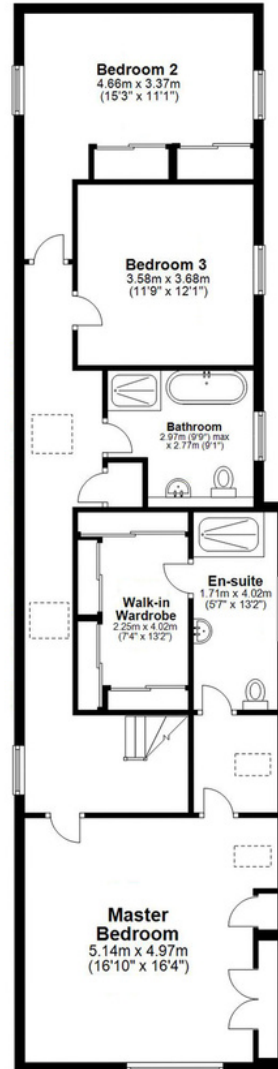 Bedroom 2
4.66m x 3.37m
(15'3" x 11'1")
Bedroom 3
3.58m x 3.68m
(11'9" x 12'1")
Bathroom
2.97m (9'9") max
x 2.77m (9'1")
Walk-in
Wardrobe
2.25m x 4.02m
(7'4" x 13'2")
En-suite
1.71m x 4.02m
(5'7" x 13'2")
Master
Bedroom
5.14m x 4.97m
(16'10" x 16'4")